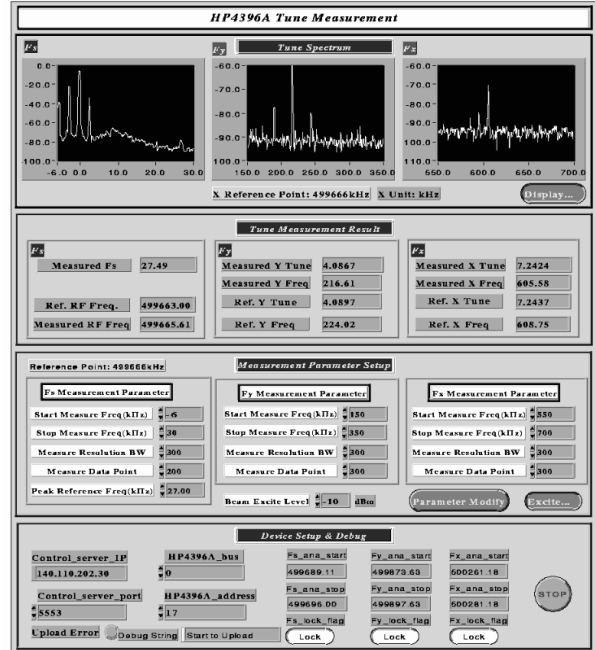 HP4396A Tune Measurement
Fs
Fy
Tune Spectrum
Fx
0.0
-20.0
-40.0
-60.0
-80.0
-100.0
-6.0 0.0 10.0 20.0 30.0
-60.0
-70.0
-80.0
-90.0
-100.0
150.0 200.0 250.0 300.0 350.0
-60.0
-70.0
-80.0
-90.0
100.0
550.0 600.0 650.0 700.0
X Reference Point: 499666kHz X Unit: kHz
Display...
Tune Measurement Result
Fs
Measured Fs 27.49
Ref. RF Freq. 499663.00
Measured RF Freq 499665.61
Fy
Measured Y Tune 4.0867
Measured Y Freq 216.61
Ref. Y Tune 4.0897
Ref. Y Freq 224.02
Fx
Measured X Tune 7.2424
Measured X Freq 605.58
Ref. X Tune 7.2437
Ref. X Freq 608.75
Reference Point: 499666kHz
Measurement Parameter Setup
Fs Measurement Parameter
Start Measure Freq(kHz) -6
Stop Measure Freq(kHz) 30
Measure Resolution BW 300
Measure Data Point 200
Peak Reference Freq(kHz) 27.00
Fy Measurement Parameter
Start Measure Freq(kHz) 150
Stop Measure Freq(kHz) 350
Measure Resolution BW 300
Measure Data Point 300
Beam Excite Level -10 dBm
Fx Measurement Parameter
Start Measure Freq(kHz) 550
Stop Measure Freq(kHz) 700
Measure Resolution BW 300
Measure Data Point 300
Parameter Modify Excite...
Device Setup & Debug
Control_server_IP
140.110.202.30
HP4396A_bus
0
Control_server_port
5553
HP4396A_address
17
Upload Error Debug String Start to Upload
Fs_ana_start
499689.11
Fs_ana_stop
499696.00
Fs_lock_flag
Lock
Fy_ana_start
499873.63
Fy_ana_stop
499897.63
Fy_lock_flag
Lock
Fx_ana_start
500261.18
Fx_ana_stop
500281.18
Fx_lock_flag
Lock
STOP